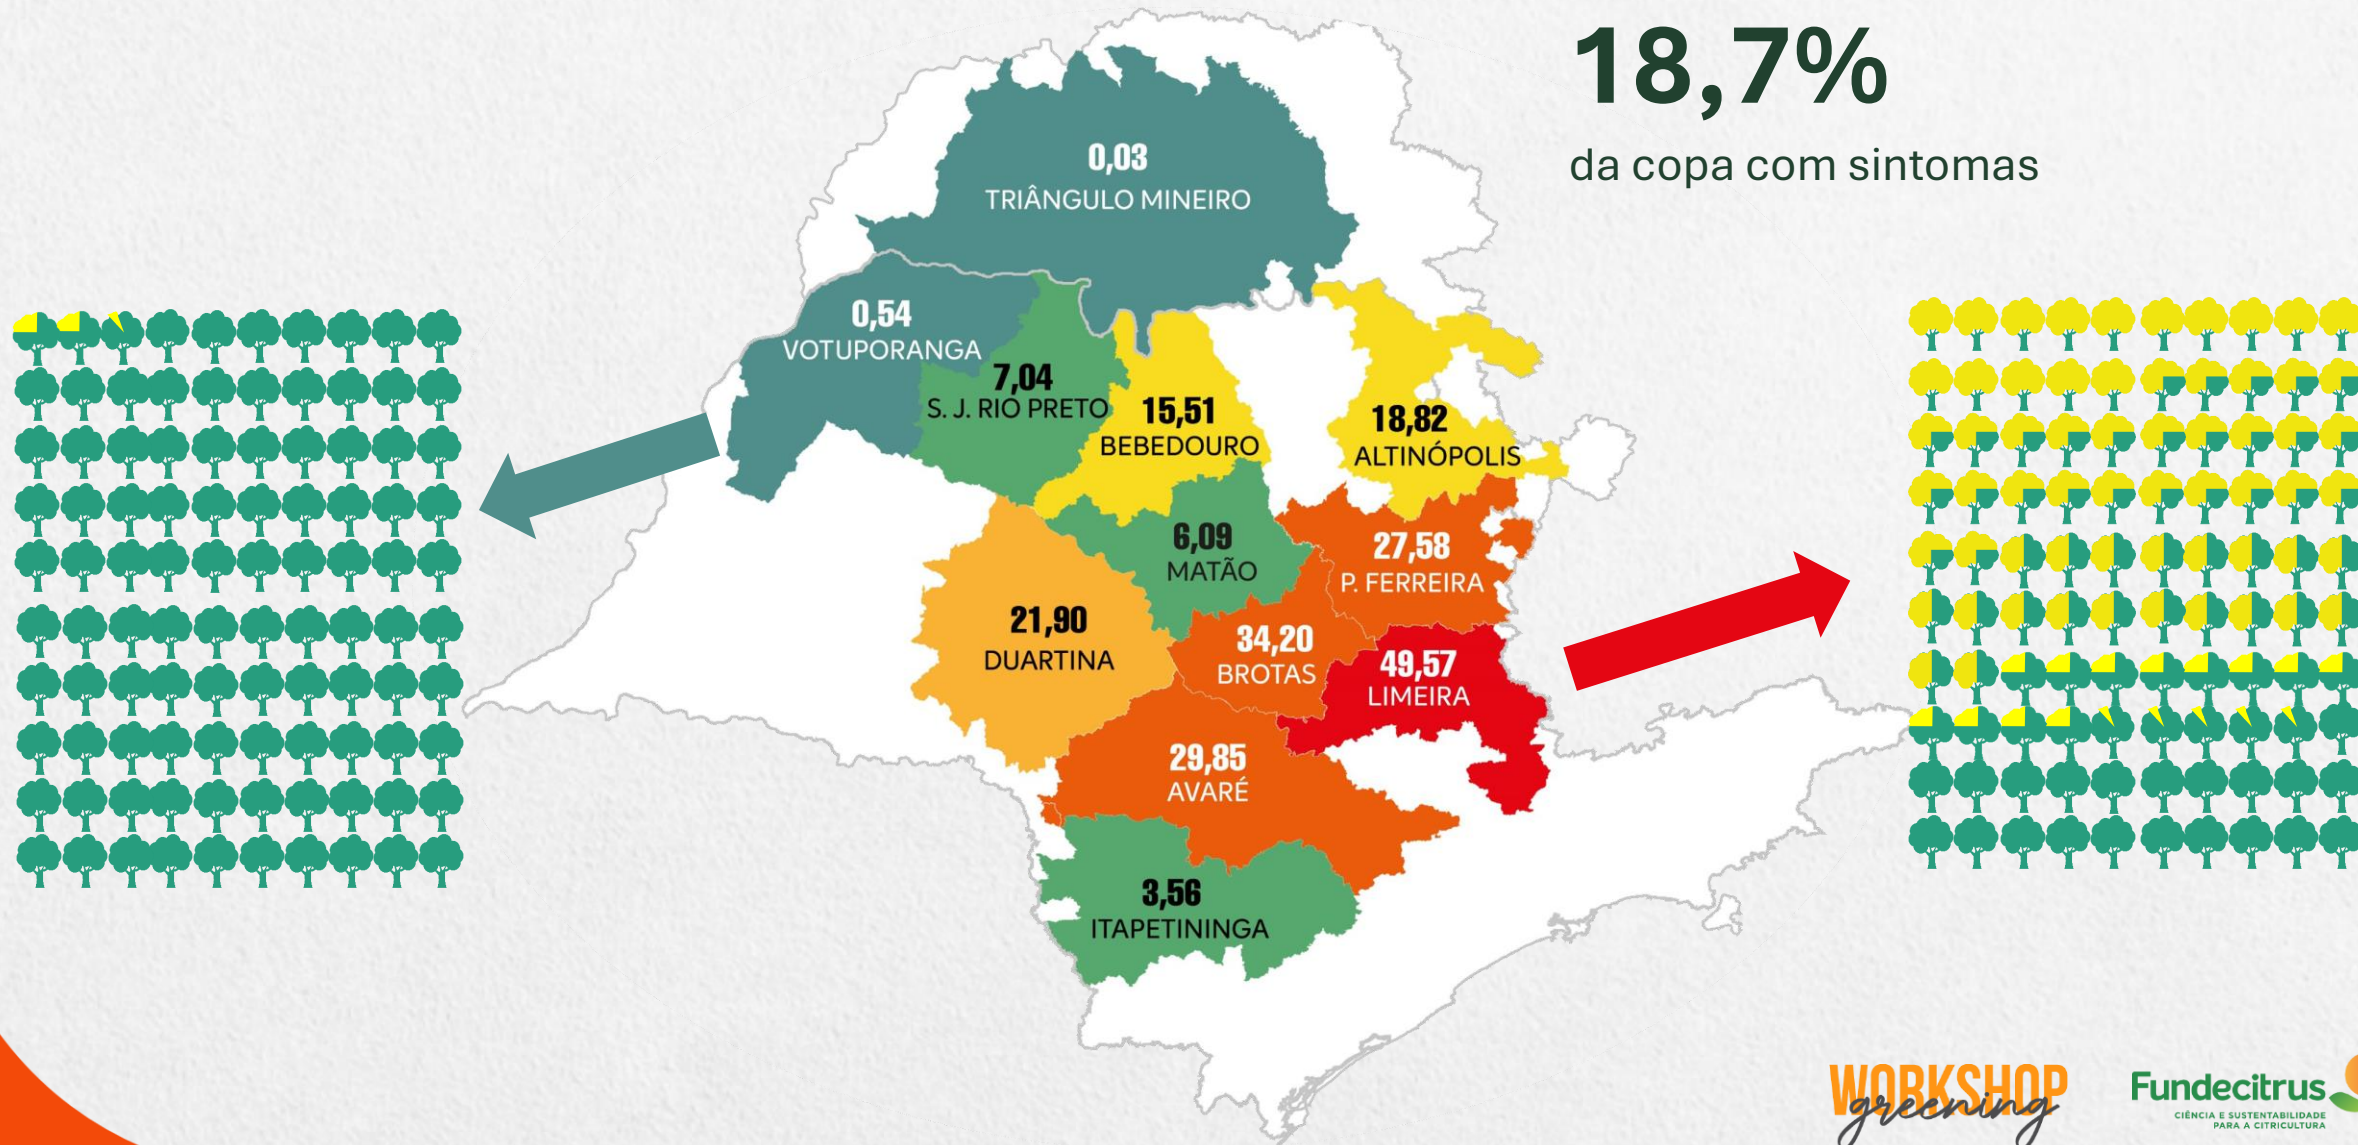 18,7%
da copa com sintomas
0,03
TRIÂNGULO MINEIRO
0,54
VOTUPORANGA
7,04
S. J. RIO PRETO
15,51
BEBEDOURO
18,82
ALTINÓPOLIS
6,09
MATÃO
27,58
P. FERREIRA
21,90
DUARTINA
34,20
BROTAS
49,57
LIMEIRA
29,85
AVARÉ
3,56
ITAPETININGA
WORKSHOP
greening
Fundecitrus
CIÊNCIA E SUSTENTABILIDADE
PARA A CITRICULTURA